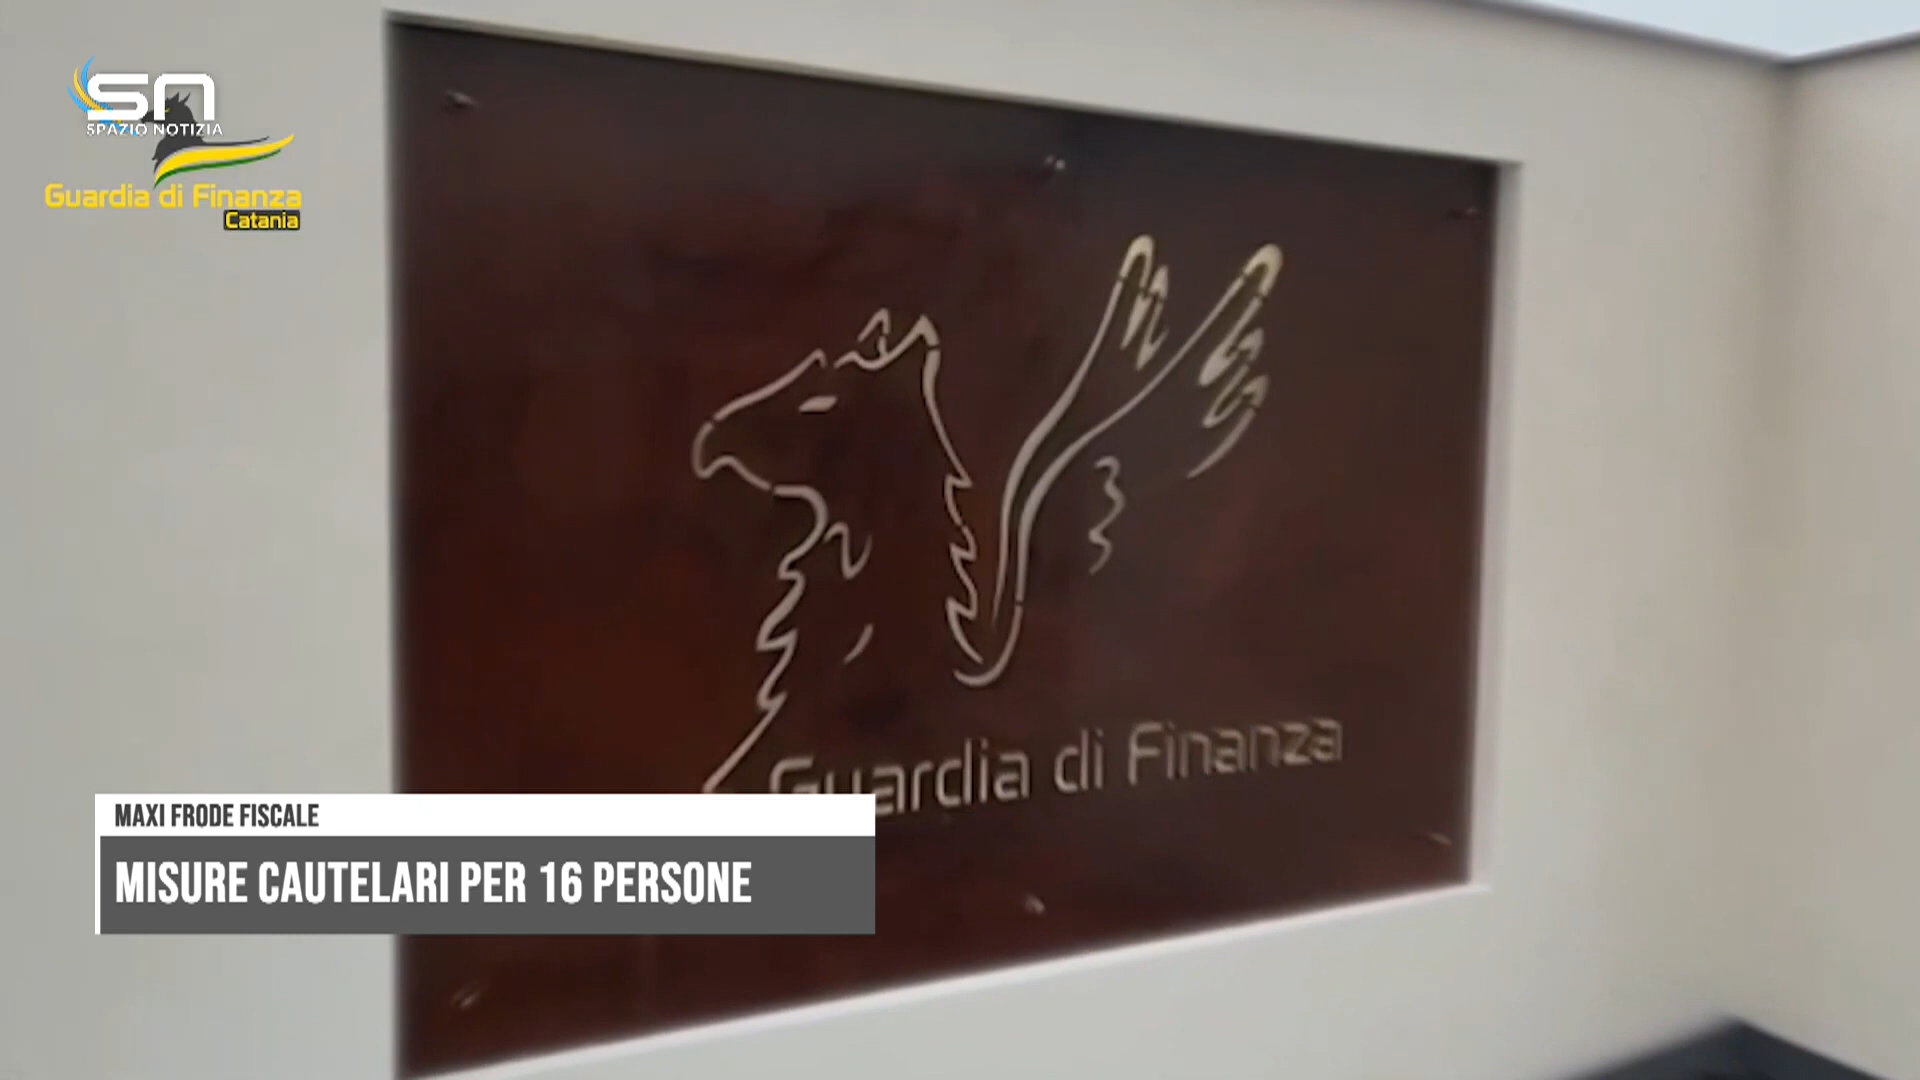 SN
SPAZIO NOTIZIA
Guardia di Finanza
Catania
Guardia di Finanza
MAXI FRODE FISCALE
MISURE CAUTELARI PER 16 PERSONE